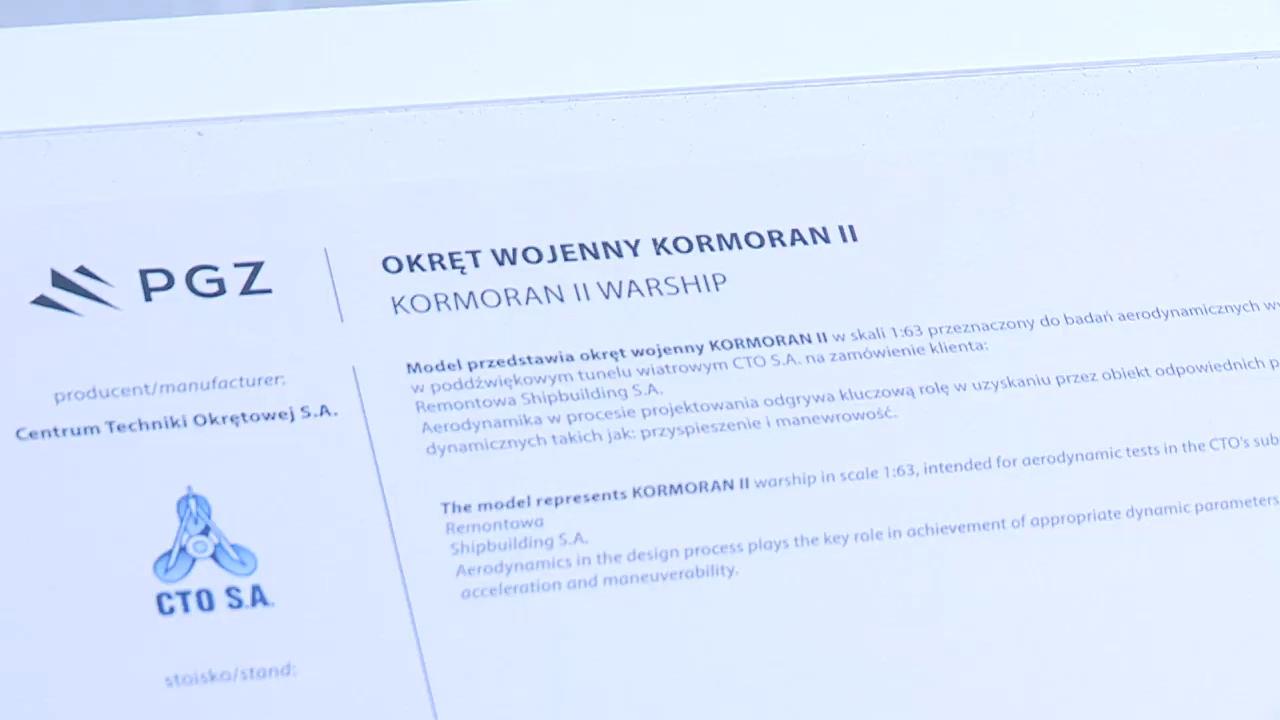 PGZ
OKRĘT WOJENNY KORMORAN II
KORMORAN II WARSHIP
producent/manufacturer:
Centrum Techniki Okrętowej S.A.
CTO S.A.
stoisko/stand:
Model przedstawia okręt wojenny KORMORAN II w skali 1:63 przeznaczony do badań aerodynamicznych
w poddźwiękowym tunelu wiatrowym CTO S.A. na zamówienie klienta:
Remontowa Shipbuilding S.A.
Aerodynamika w procesie projektowania odgrywa kluczową rolę w uzyskaniu przez obiekt odpowiednich p
dynamicznych takich jak: przyspieszenie i manewrowość.
The model represents KORMORAN II warship in scale 1:63, intended for aerodynamic tests in the CTO's sub
Remontowa
Shipbuilding S.A.
Aerodynamics in the design process plays the key role in achievement of appropriate dynamic parameters
acceleration and maneuverability.